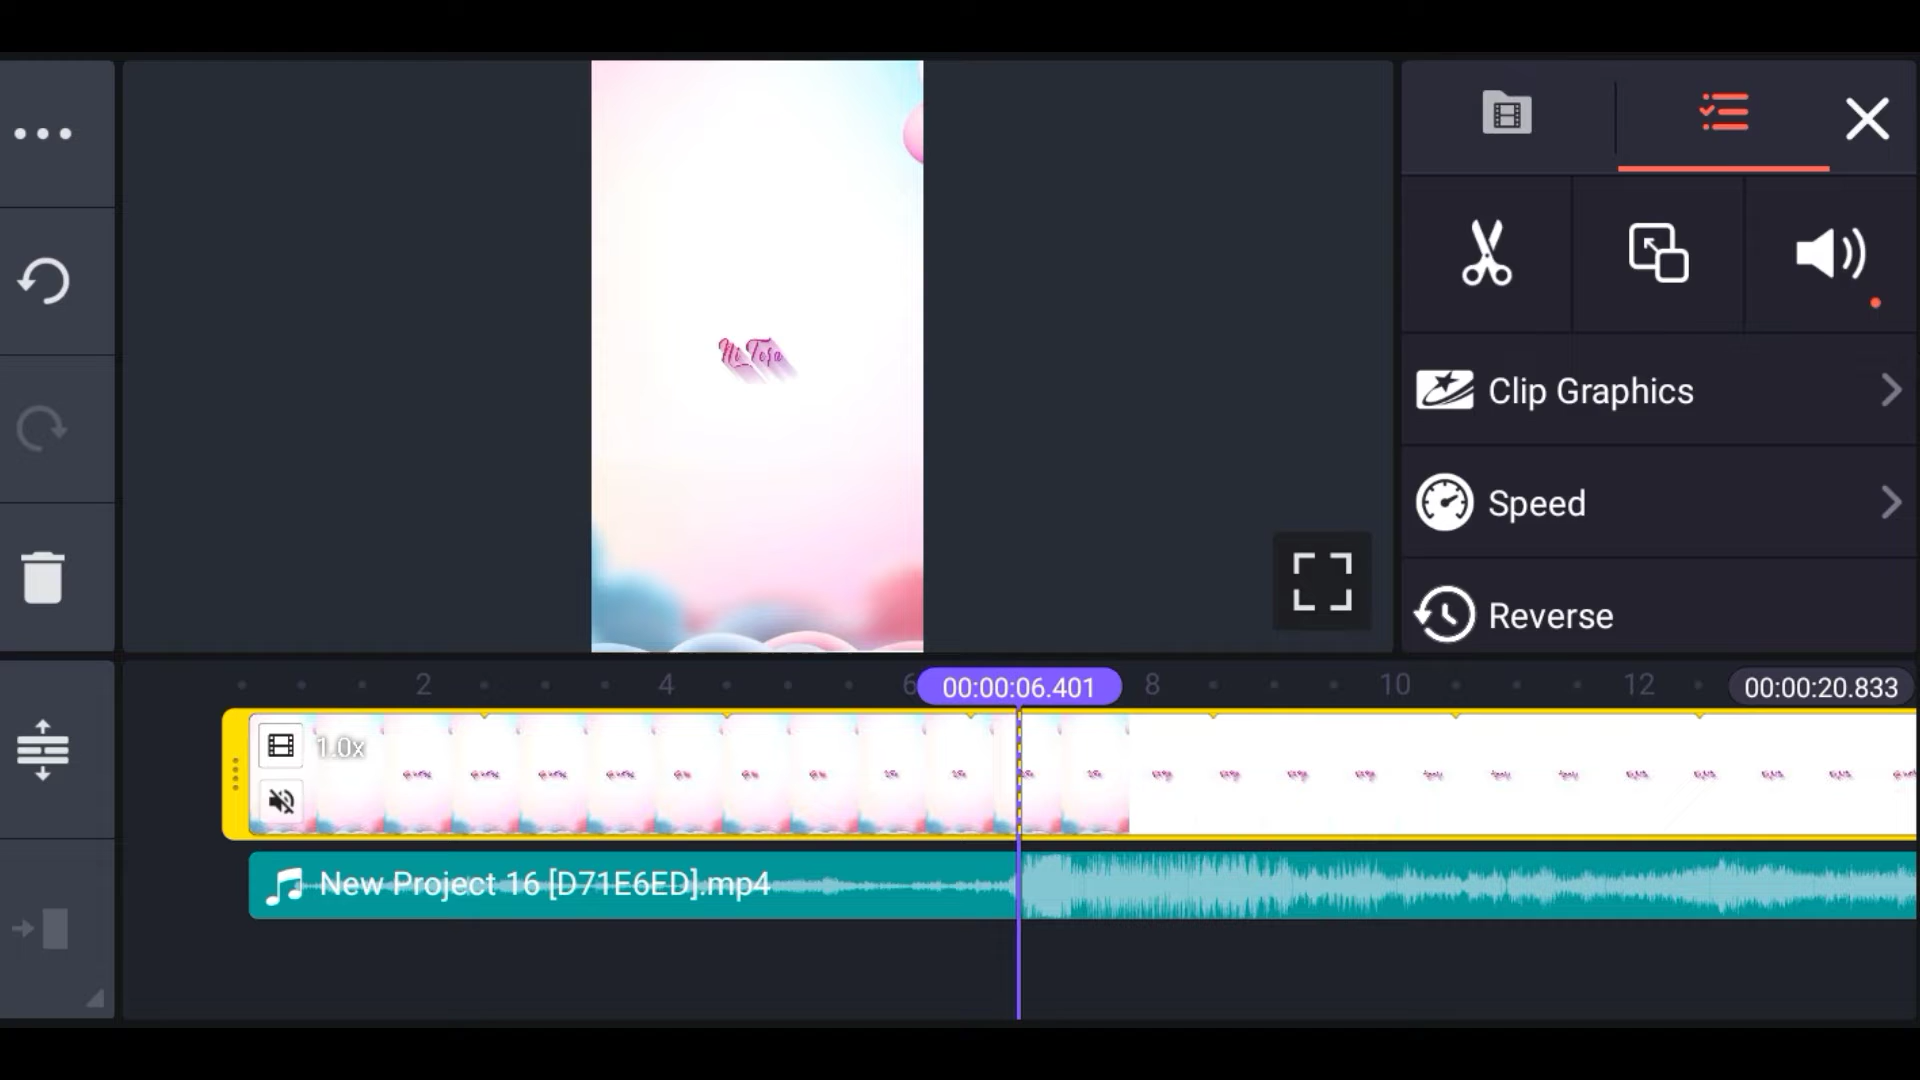 Ni_Tosa
Clip Graphics
Speed
Reverse
2
4
6
00:00:06.401
8
10
12
00:00:20.833
1.0x
New Project 16 [D71E6ED].mp4